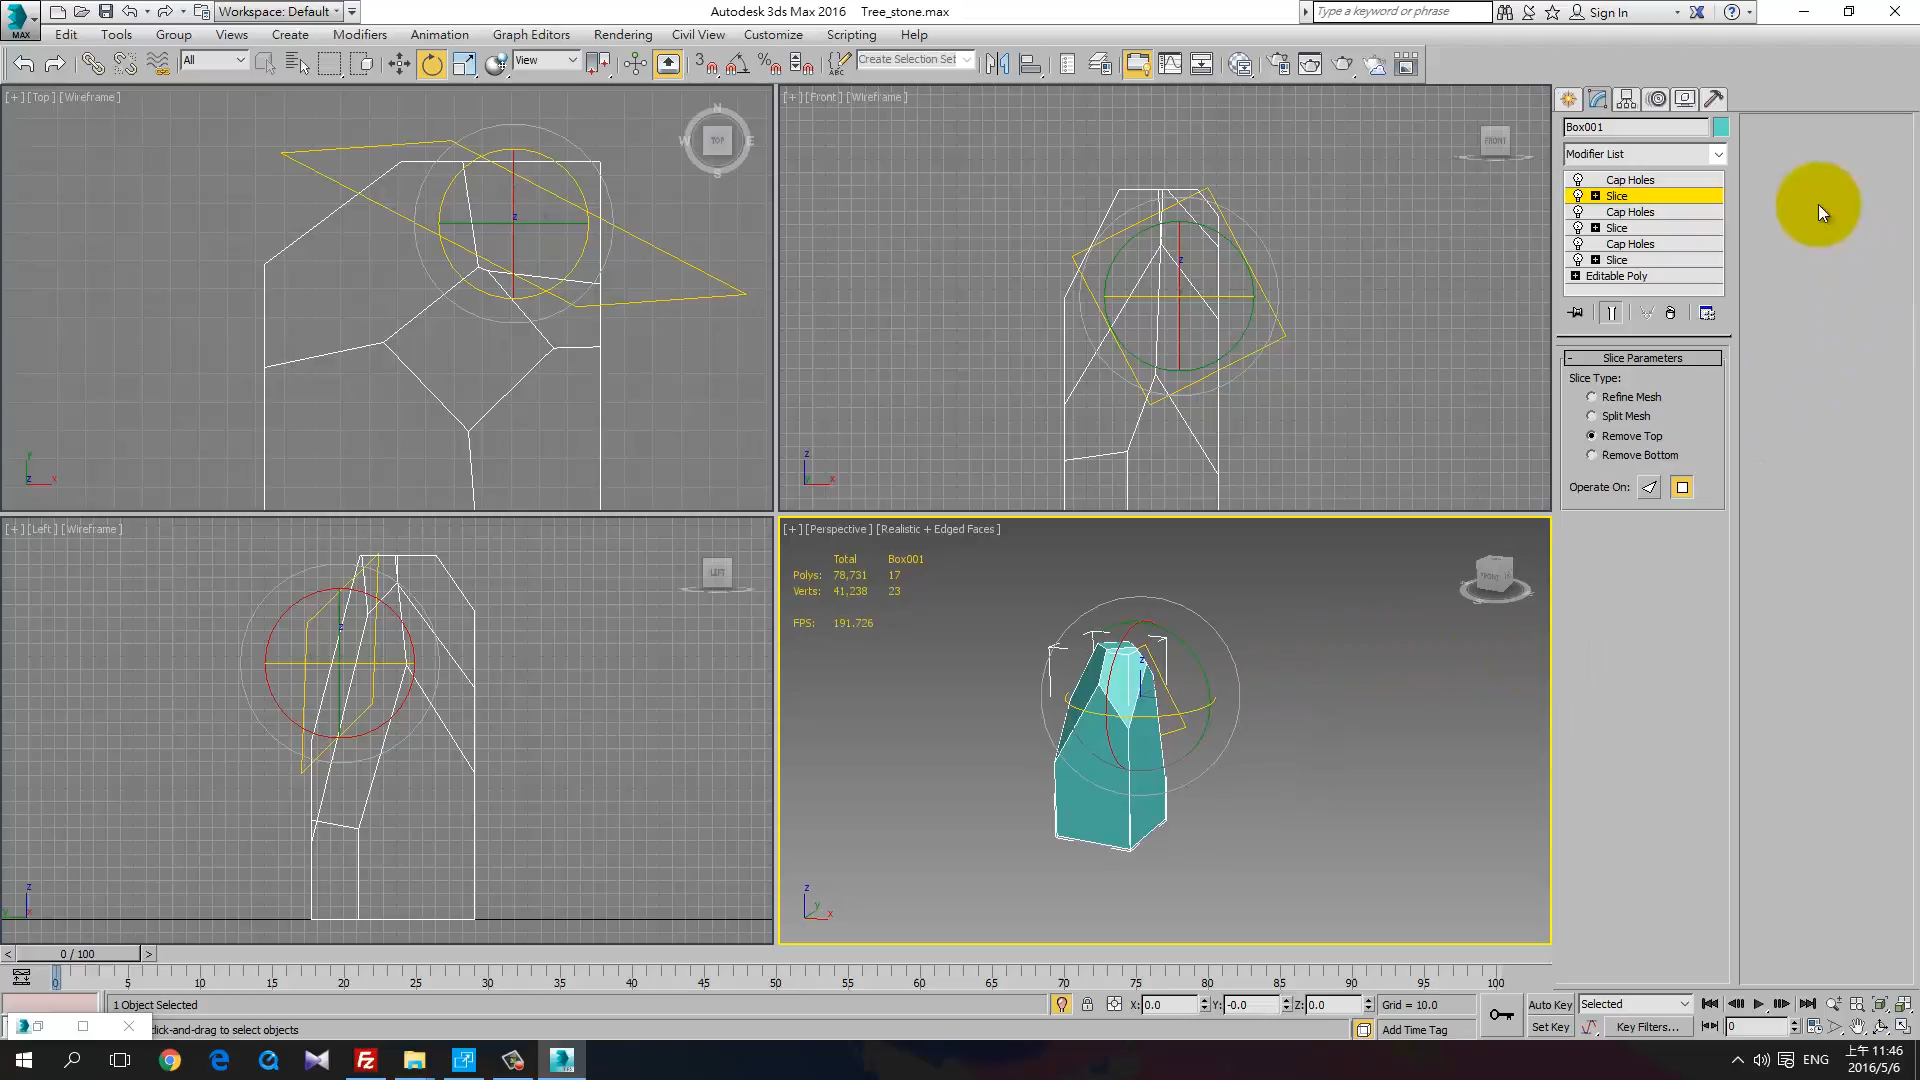 Workspace: Default
Autodesk 3ds Max 2016 Tree_stone.max
Type a keyword or phrase
Sign In
MAX
Edit Tools Group Views Create Modifiers Animation Graph Editors Rendering Civil View Customize Scripting Help
All
View
3
%
ABC
Create Selection Set
[+] [Top] [Wireframe]
N
W TOP E
S
z
y
z x
[+] [Front] [Wireframe]
FRONT
z
z
y x
[+] [Left] [Wireframe]
LEFT
z
z
y x
[+] [Perspective] [Realistic + Edged Faces]
Total Box001
Polys: 78,731 17
Verts: 41,238 23
FPS: 191.726
FRONT
z
z
y
x
Box001
Modifier List
Cap Holes
Slice
Cap Holes
Slice
Cap Holes
Slice
Editable Poly
Slice Parameters
Slice Type:
Refine Mesh
Split Mesh
Remove Top
Remove Bottom
Operate On:
< 0 / 100 >
0 5 10 15 20 25 30 35 40 45 50 55 60 65 70 75 80 85 90 95 100
1 Object Selected
X: 0.0 Y: -0.0 Z: 0.0
Grid = 10.0
Auto Key Selected
click-and-drag to select objects
Add Time Tag
Set Key Key Filters...
0
ENG
上午 11:46
2016/5/6